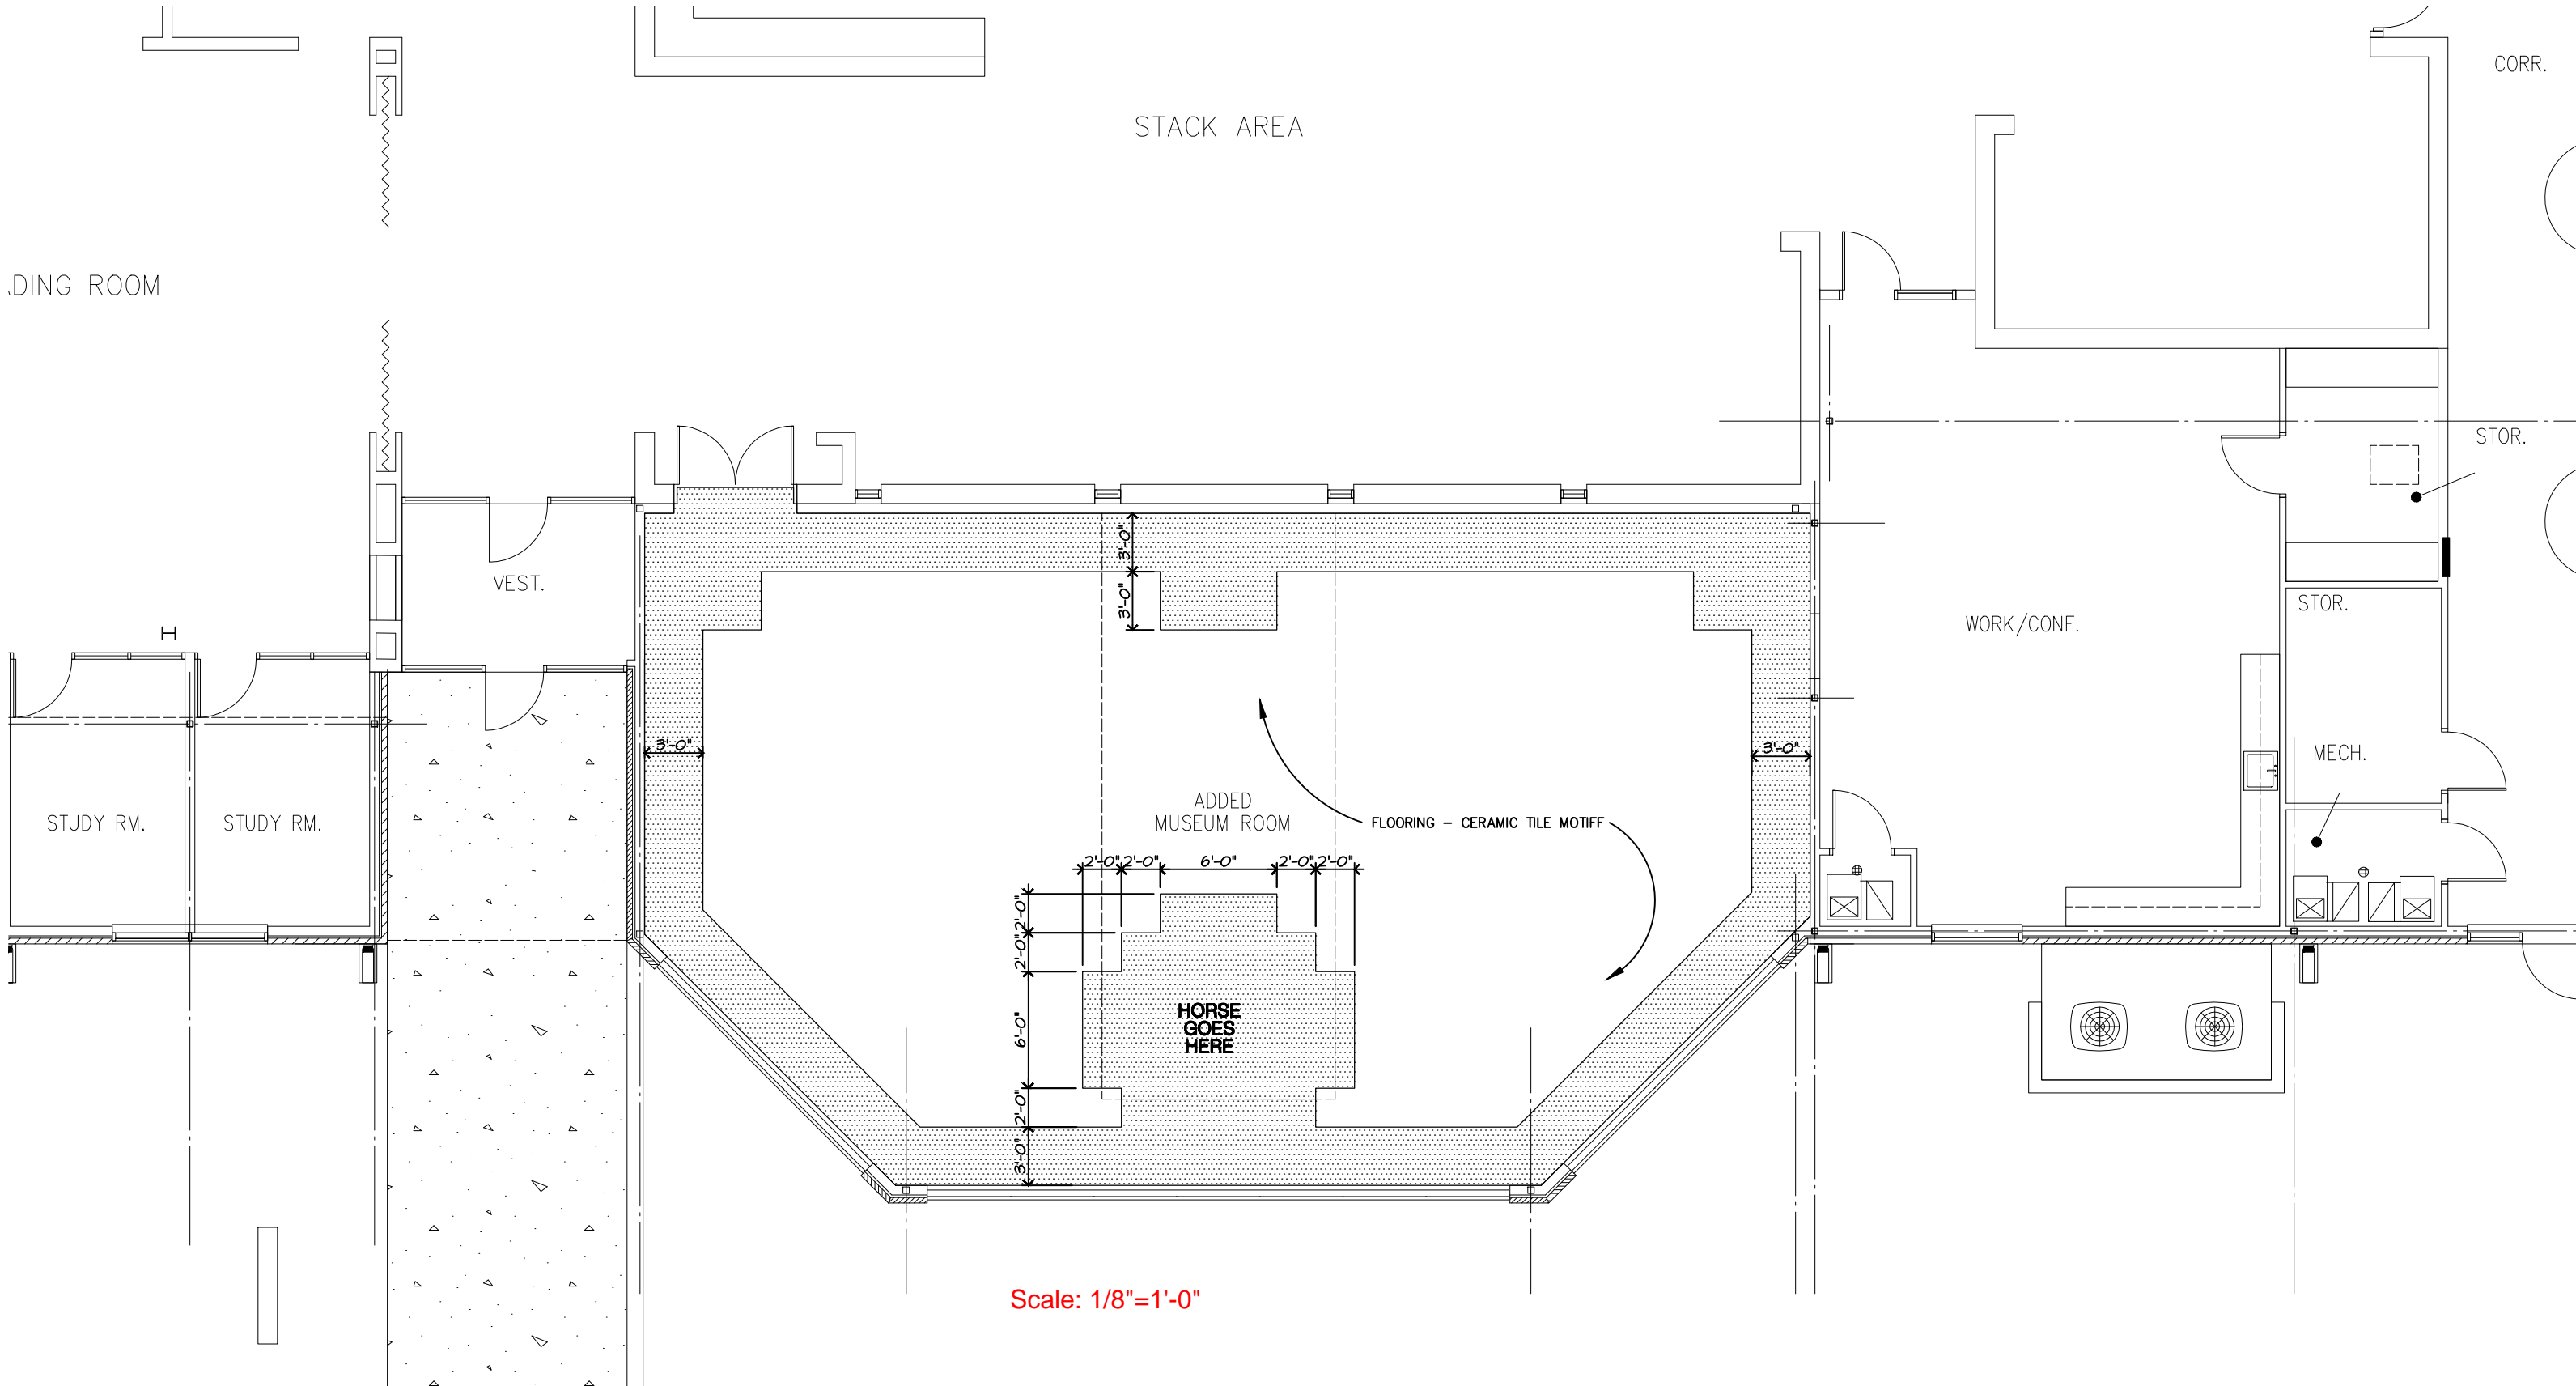 CORR.
STACK AREA
ADING ROOM
STOR.
3'-0"
VEST.
3'-0"
STOR.
WORK/CONF.
H
3'-0"
3'-0"
MECH.
ADDED
MUSEUM ROOM
FLOORING – CERAMIC TILE MOTIFF
STUDY RM.
STUDY RM.
2'-0"
2'-0"
6'-0"
2'-0"
2'-0"
2'-0"
2'-0"
6'-0"
2'-0"
3'-0"
HORSE
GOES
HERE
Scale: 1/8"=1'-0"